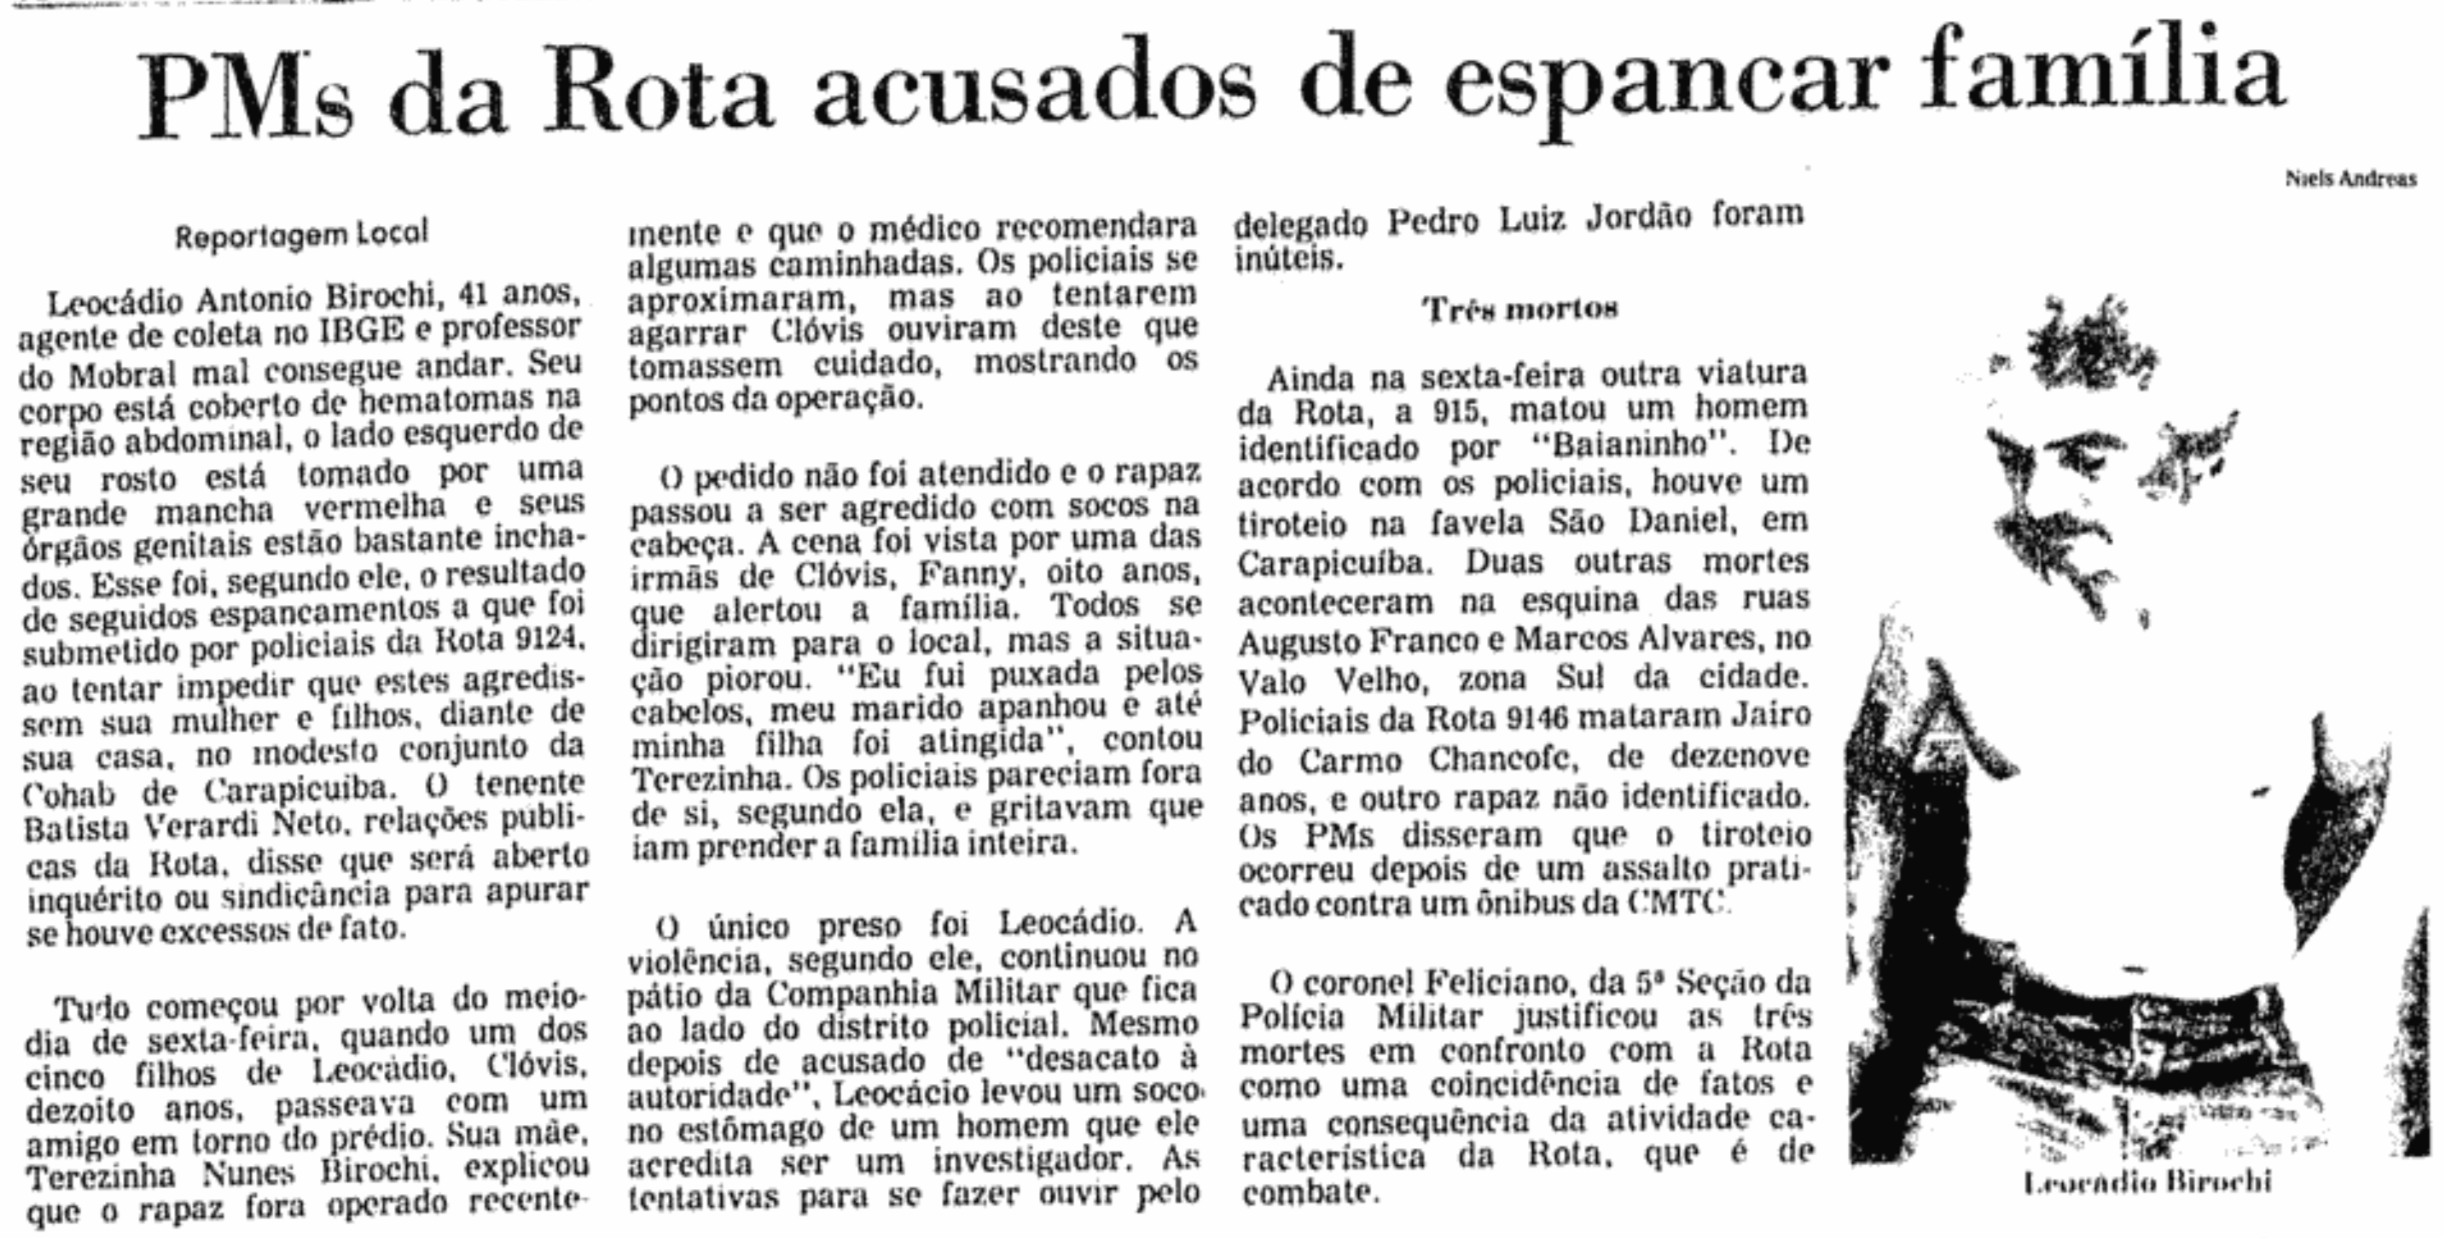 PMs da Rota acusados de espancar família
Niels Andreas
Reportagem Local
Leocádio Antonio Birochi, 41 anos,
agente de coleta no IBGE e professor
do Mobral mal consegue andar. Seu
corpo está coberto de hematomas na
região abdominal, o lado esquerdo de
seu rosto está tomado por uma
grande mancha vermelha e seus
órgãos genitais estão bastante incha-
dos. Esse foi, segundo ele, o resultado
de seguidos espancamentos a que foi
submetido por policiais da Rota 9124,
ao tentar impedir que estes agredis-
sem sua mulher e filhos, diante de
sua casa, no modesto conjunto da
Cohab de Carapicuíba. O tenente
Batista Verardi Neto, relações públi-
cas da Rota, disse que será aberto
inquérito ou sindicância para apurar
se houve excessos de fato.
Tudo começou por volta do meio-
dia de sexta-feira, quando um dos
cinco filhos de Leocádio, Clóvis,
dezoito anos, passeava com um
amigo em torno do prédio. Sua mãe,
Terezinha Nunes Birochi, explicou
que o rapaz fora operado recente-
mente e que o médico recomendara
algumas caminhadas. Os policiais se
aproximaram, mas ao tentarem
agarrar Clóvis ouviram deste que
tomassem cuidado, mostrando os
pontos da operação.
O pedido não foi atendido e o rapaz
passou a ser agredido com socos na
cabeça. A cena foi vista por uma das
irmãs de Clóvis, Fanny, oito anos,
que alertou a família. Todos se
dirigiram para o local, mas a situa-
ção piorou. "Eu fui puxada pelos
cabelos, meu marido apanhou e até
minha filha foi atingida", contou
Terezinha. Os policiais pareciam fora
de si, segundo ela, e gritavam que
iam prender a família inteira.
O único preso foi Leocádio. A
violência, segundo ele, continuou no
pátio da Companhia Militar que fica
ao lado do distrito policial. Mesmo
depois de acusado de "desacato à
autoridade", Leocácio levou um soco
no estômago de um homem que ele
acredita ser um investigador. As
tentativas para se fazer ouvir pelo
delegado Pedro Luiz Jordão foram
inúteis.
Três mortos
Ainda na sexta-feira outra viatura
da Rota, a 915, matou um homem
identificado por "Baianinho". De
acordo com os policiais, houve um
tiroteio na favela São Daniel, em
Carapicuíba. Duas outras mortes
aconteceram na esquina das ruas
Augusto Franco e Marcos Alvares, no
Valo Velho, zona Sul da cidade.
Policiais da Rota 9146 mataram Jairo
do Carmo Chancofe, de dezenove
anos, e outro rapaz não identificado.
Os PMs disseram que o tiroteio
ocorreu depois de um assalto prati-
cado contra um ônibus da CMTC.
O coronel Feliciano, da 5ª Seção da
Polícia Militar justificou as três
mortes em confronto com a Rota
como uma coincidência de fatos e
uma consequência da atividade ca-
racterística da Rota, que é de
combate.
Leocádio Birochi